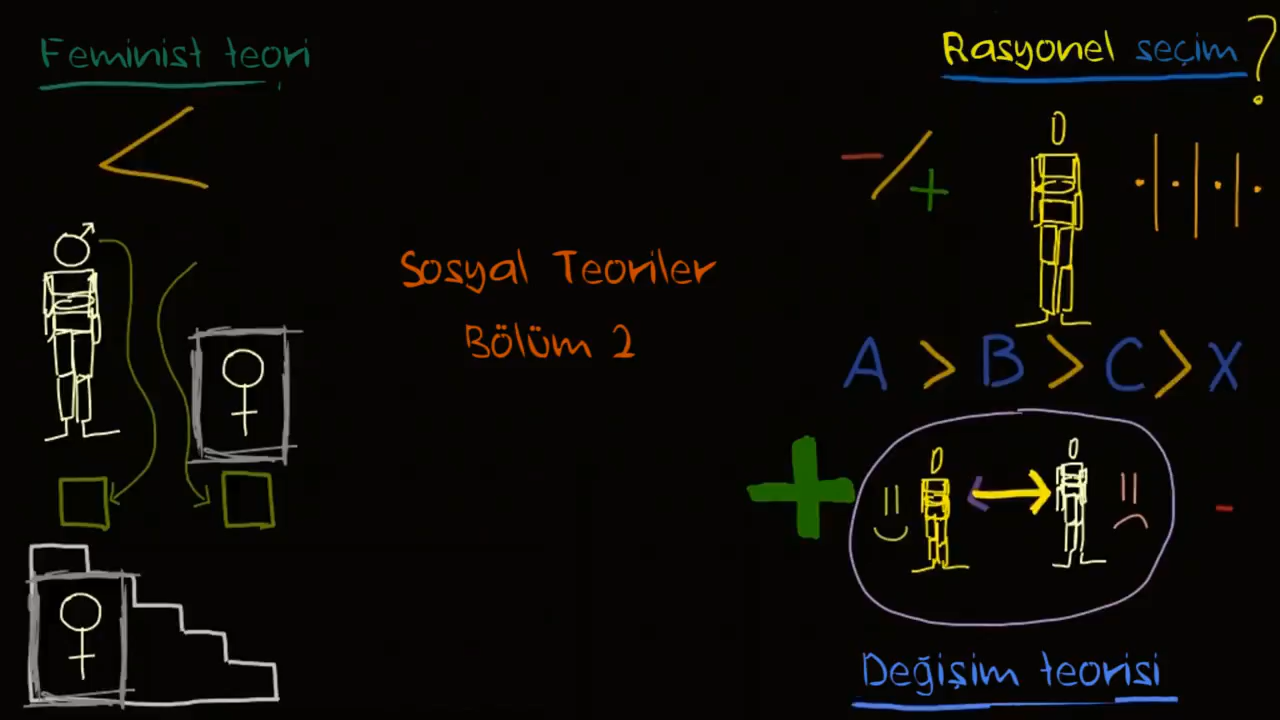 Feminist teori
Rasyonel seçim ?
Sosyal Teoriler
Bölüm 2
A > B > C > X
Değişim teorisi